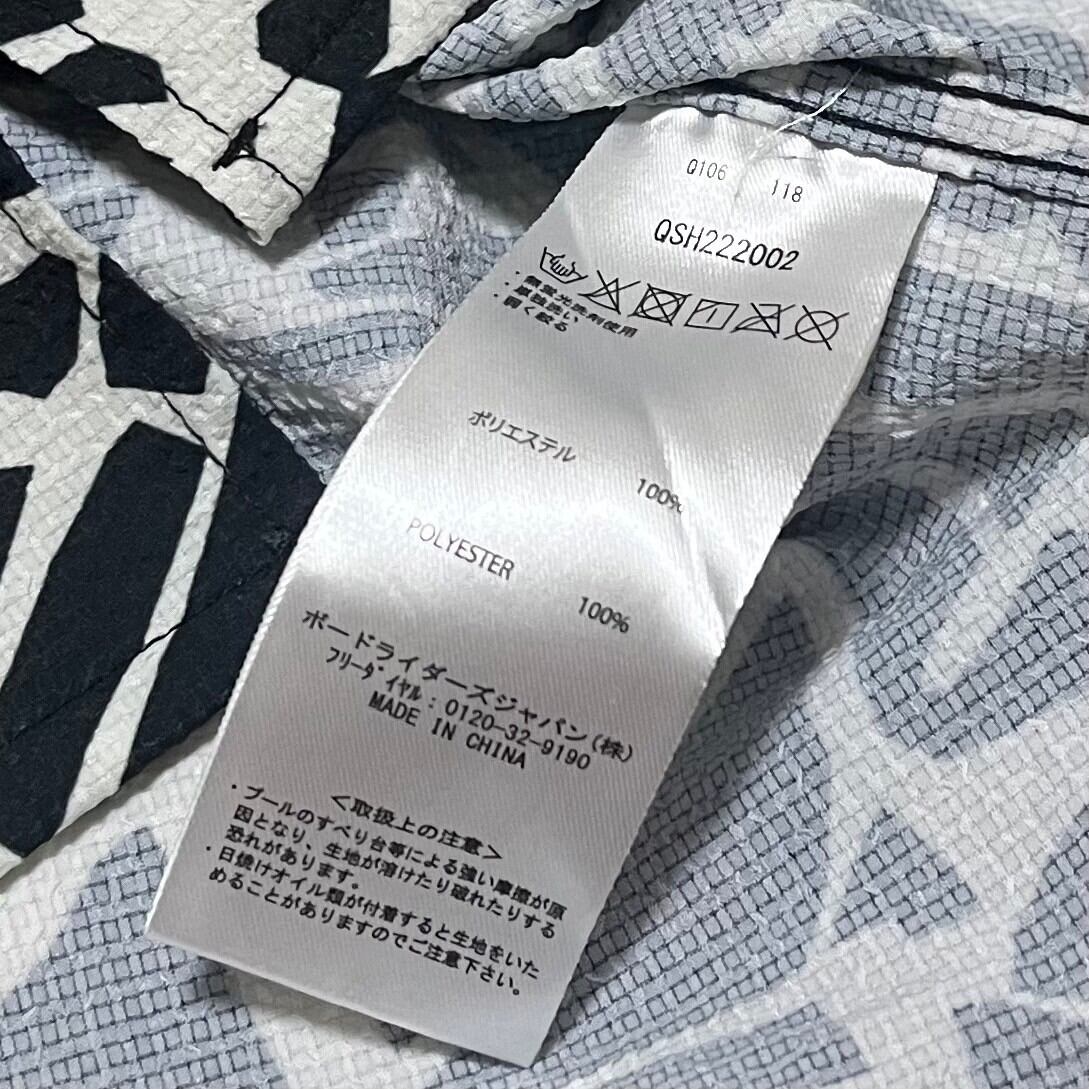 Q106 118
QSH222002
・無蛍光洗剤使用
・単独洗い
・弱く絞る
ポリエステル
100%
POLYESTER
100%
ボードライダーズジャパン(株)
フリーダイヤル:0120-32-9190
MADE IN CHINA
<取扱上の注意>
・プールのすべり台等による強い摩擦が原
因となり、生地が溶けたり破れたりする
恐れがあります。
・日焼けオイル類が付着すると生地をいた
めることがありますのでご注意下さい。